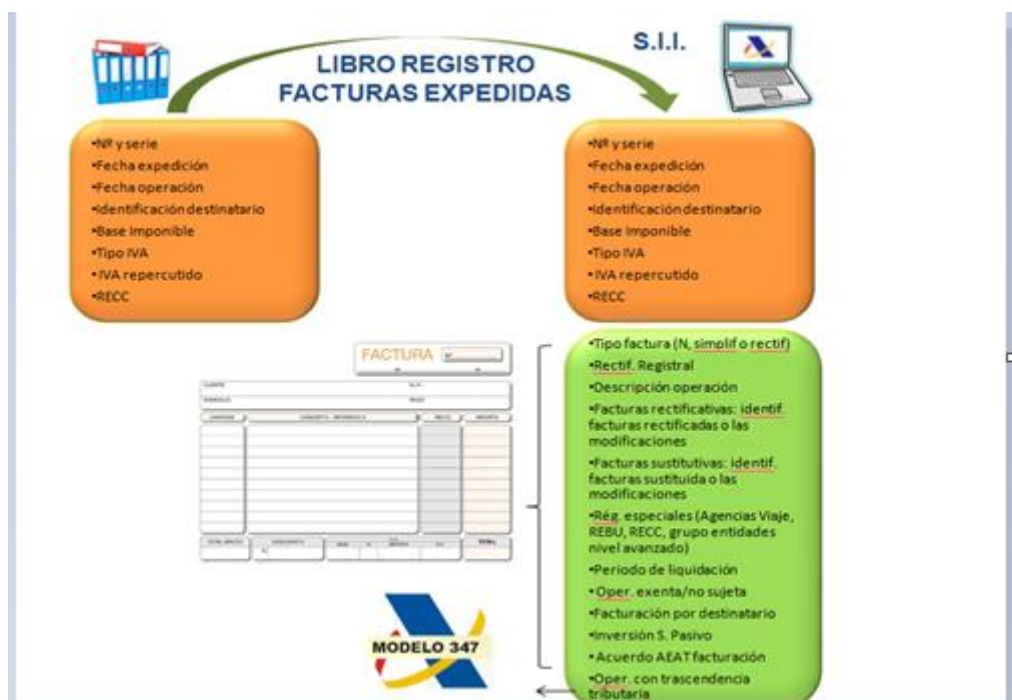 S.I.I.
LIBRO REGISTRO
FACTURAS EXPEDIDAS
•Nº y serie
•Fecha expedición
•Fecha operación
•Identificación destinatario
•Base Imponible
•Tipo IVA
• IVA repercutido
•RECC
•Nº y serie
•Fecha expedición
•Fecha operación
•Identificación destinatario
•Base Imponible
•Tipo IVA
• IVA repercutido
•RECC
FACTURA Nº
•Tipo factura (N, simplif o rectif)
•Rectif. Registral
•Descripción operación
•Facturas rectificativas: identif.
facturas rectificadas o las
modificaciones
•Facturas sustitutivas: identif.
facturas sustituida o las
modificaciones
•Rég. especiales (Agencias Viaje,
REBU, RECC, grupo entidades
nivel avanzado)
•Periodo de liquidación
• Oper. exenta/no sujeta
•Facturación por destinatario
•Inversión S. Pasivo
• Acuerdo AEAT facturación
•Oper. con trascendencia
tributaria
TOTAL
MODELO 347